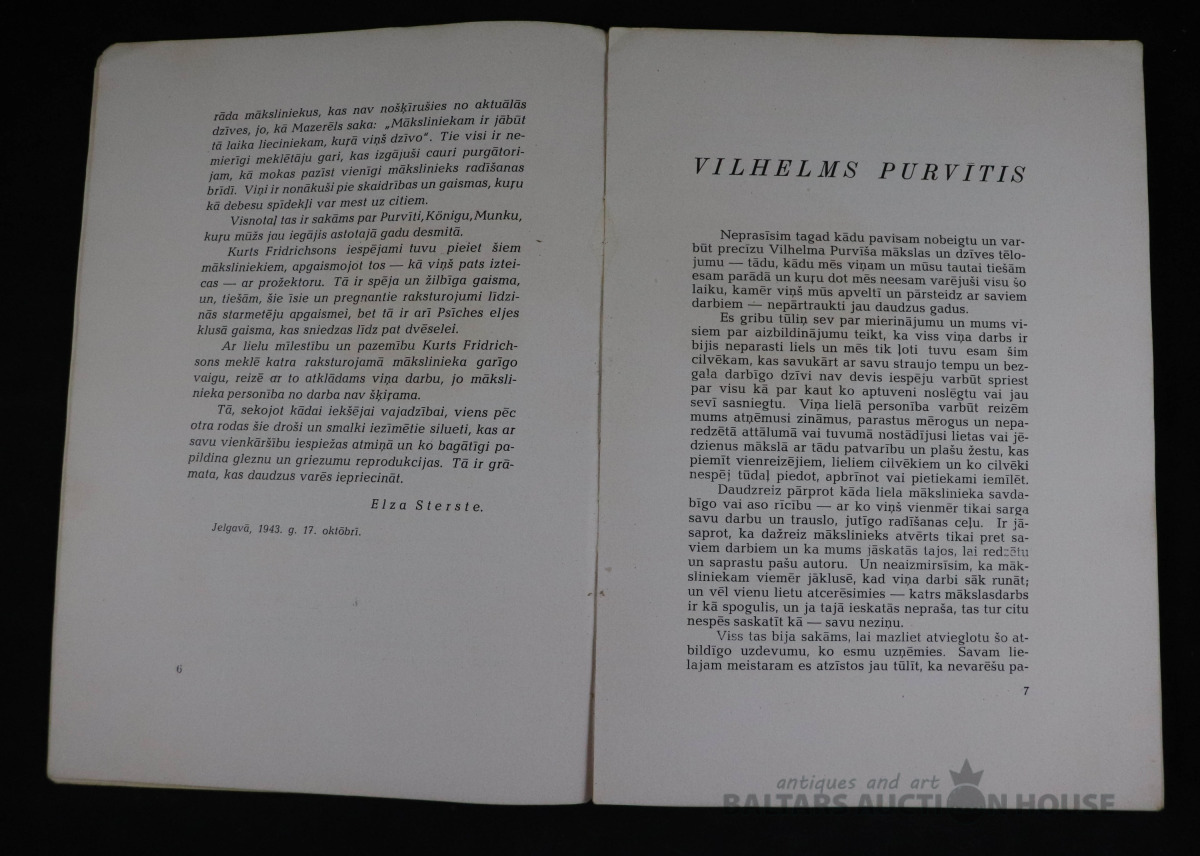 rāda māksliniekus, kas nav nošķīrušies no aktuālās
dzīves, jo, kā Mazerēls saka: „Māksliniekam ir jābūt
tā laika lieciniekam, kuŗā viņš dzīvo". Tie visi ir ne-
mierīgi meklētāju gari, kas izgājuši cauri purgātori-
jam, kā mokas pazīst vienīgi mākslinieks radīšanas
brīdī. Viņi ir nonākuši pie skaidrības un gaismas, kuŗu
kā debesu spīdekļi var mest uz citiem.
Visnotaļ tas ir sakāms par Purvīti, Königu, Munku,
kuŗu mūžs jau iegājis astotajā gadu desmitā.
Kurts Fridrichsons iespējami tuvu pieiet šiem
māksliniekiem, apgaismojot tos — kā viņš pats iztei-
cas — ar prožektoru. Tā ir spēja un žilbīga gaisma,
un, tiešām, šie īsie un pregnantie raksturojumi līdzi-
nās starmetēju apgaismei, bet tā ir arī Psīches eljes
klusā gaisma, kas sniedzas līdz pat dvēselei.
Ar lielu mīlestību un pazemību Kurts Fridrich-
sons meklē katra raksturojamā mākslinieka garīgo
vaigu, reizē ar to atklādams viņa darbu, jo māksli-
nieka personība no darba nav šķiŗama.
Tā, sekojot kādai iekšējai vajadzībai, viens pēc
otra rodas šie droši un smalki iezīmētie silueti, kas ar
savu vienkāršību iespiežas atmiņā un ko bagātīgi pa-
pildina gleznu un griezumu reprodukcijas. Tā ir grā-
mata, kas daudzus varēs iepriecināt.
Elza Sterste.
Jelgavā, 1943. g. 17. oktōbrī.
6
VILHELMS PURVĪTIS
Neprasīsim tagad kādu pavisam nobeigtu un var-
būt precīzu Vilhelma Purvīša mākslas un dzīves tēlo-
jumu — tādu, kādu mēs viņam un mūsu tautai tiešām
esam parādā un kuŗu dot mēs neesam varējuši visu šo
laiku, kamēr viņš mūs apveltī un pārsteidz ar saviem
darbiem — nepārtraukti jau daudzus gadus.
Es gribu tūliņ sev par mierinājumu un mums vi-
siem par aizbildinājumu teikt, ka viss viņa darbs ir
bijis neparasti liels un mēs tik ļoti tuvu esam šim
cilvēkam, kas savukārt ar savu straujo tempu un bez-
gala darbīgo dzīvi nav devis iespēju varbūt spriest
par visu kā par kaut ko aptuveni noslēgtu vai jau
sevī sasniegtu. Viņa lielā personība varbūt reizēm
mums atņēmusi zināmus, parastus mērogus un nepa-
redzētā attālumā vai tuvumā nostādījusi lietas vai jē-
dzienus mākslā ar tādu patvarību un plašu žestu, kas
piemīt vienreizējiem, lieliem cilvēkiem un ko cilvēki
nespēj tūdaļ piedot, apbrīnot vai pietiekami iemīlēt.
Daudzreiz pārprot kāda liela mākslinieka savda-
bīgo vai aso rīcību — ar ko viņš vienmēr tikai sarga
savu darbu un trauslo, jutīgo radīšanas ceļu. Ir jā-
saprot, ka dažreiz mākslinieks atvērts tikai pret sa-
viem darbiem un ka mums jāskatās tajos, lai redzētu
un saprastu pašu autoru. Un neaizmirsīsim, ka māk-
sliniekam viemēr jāklusē, kad viņa darbi sāk runāt;
un vēl vienu lietu atcerēsimies — katrs mākslasdarbs
ir kā spogulis, un ja tajā ieskatās nepraša, tas tur citu
nespēs saskatīt kā — savu neziņu.
Viss tas bija sakāms, lai mazliet atvieglotu šo at-
bildīgo uzdevumu, ko esmu uzņēmies. Savam lie-
lajam meistaram es atzīstos jau tūlīt, ka nevarēšu pa-
7
antiques and art
BALTARS AUCTION HOUSE